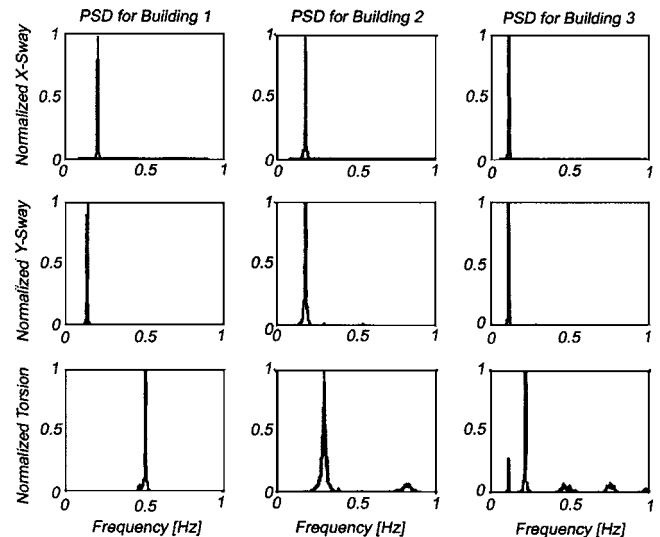 PSD for Building 1 PSD for Building 2 PSD for Building 3
Normalized X-Sway
1 1 1
0.5 0.5 0.5
0 0 0
0 0.5 1 0 0.5 1 0 0.5 1
Normalized Y-Sway
1 1 1
0.5 0.5 0.5
0 0 0
0 0.5 1 0 0.5 1 0 0.5 1
Normalized Torsion
1 1 1
0.5 0.5 0.5
0 0 0
0 0.5 1 0 0.5 1 0 0.5 1
Frequency [Hz] Frequency [Hz] Frequency [Hz]